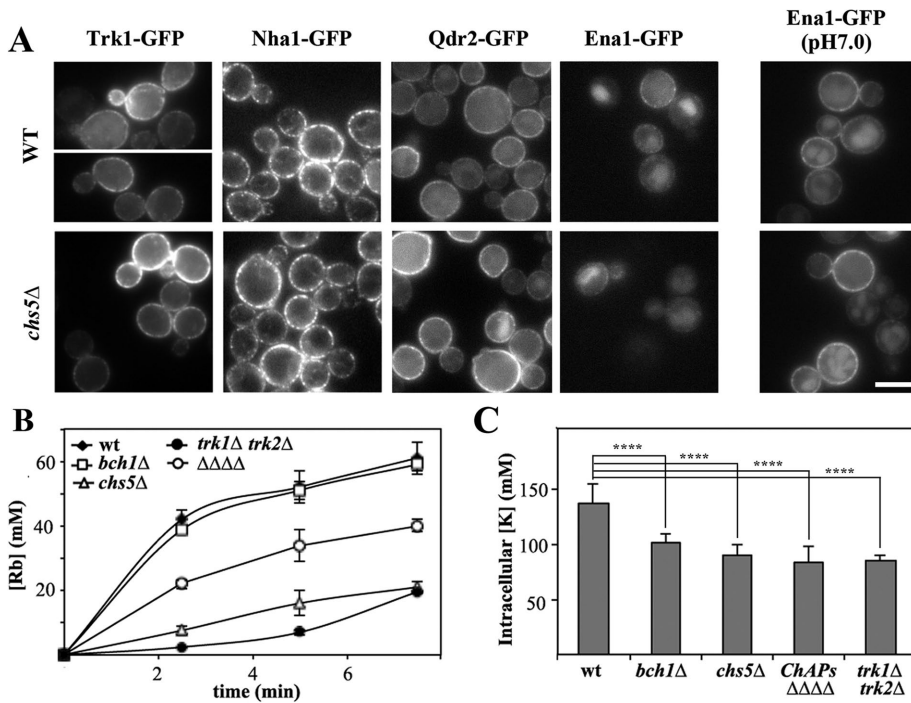 A
Trk1-GFP
Nha1-GFP
Qdr2-GFP
Ena1-GFP
Ena1-GFP
(pH7.0)
WT
chs5Δ
B
wt
bch1Δ
chs5Δ
trk1Δ trk2Δ
ΔΔΔΔ
[Rb] (mM)
60
40
20
2
4
6
time (min)
C
****
****
****
****
Intracellular [K] (mM)
150
100
50
wt
bch1Δ
chs5Δ
ChAPs
ΔΔΔΔ
trk1Δ
trk2Δ